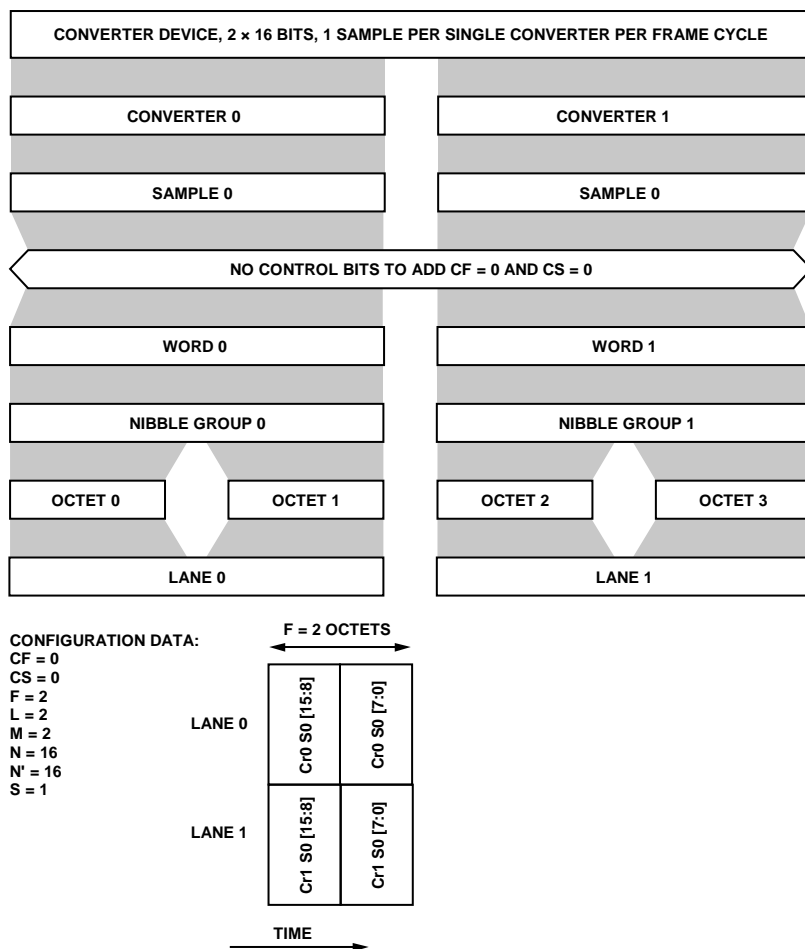 CONVERTER DEVICE, 2 × 16 BITS, 1 SAMPLE PER SINGLE CONVERTER PER FRAME CYCLE
CONVERTER 0
CONVERTER 1
SAMPLE 0
SAMPLE 0
NO CONTROL BITS TO ADD CF = 0 AND CS = 0
WORD 0
WORD 1
NIBBLE GROUP 0
NIBBLE GROUP 1
OCTET 0
OCTET 1
OCTET 2
OCTET 3
LANE 0
LANE 1
CONFIGURATION DATA:
CF = 0
CS = 0
F = 2
L = 2
M = 2
N = 16
N' = 16
S = 1
F = 2 OCTETS
LANE 0
Cr0 S0 [15:8]
Cr0 S0 [7:0]
LANE 1
Cr1 S0 [15:8]
Cr1 S0 [7:0]
TIME